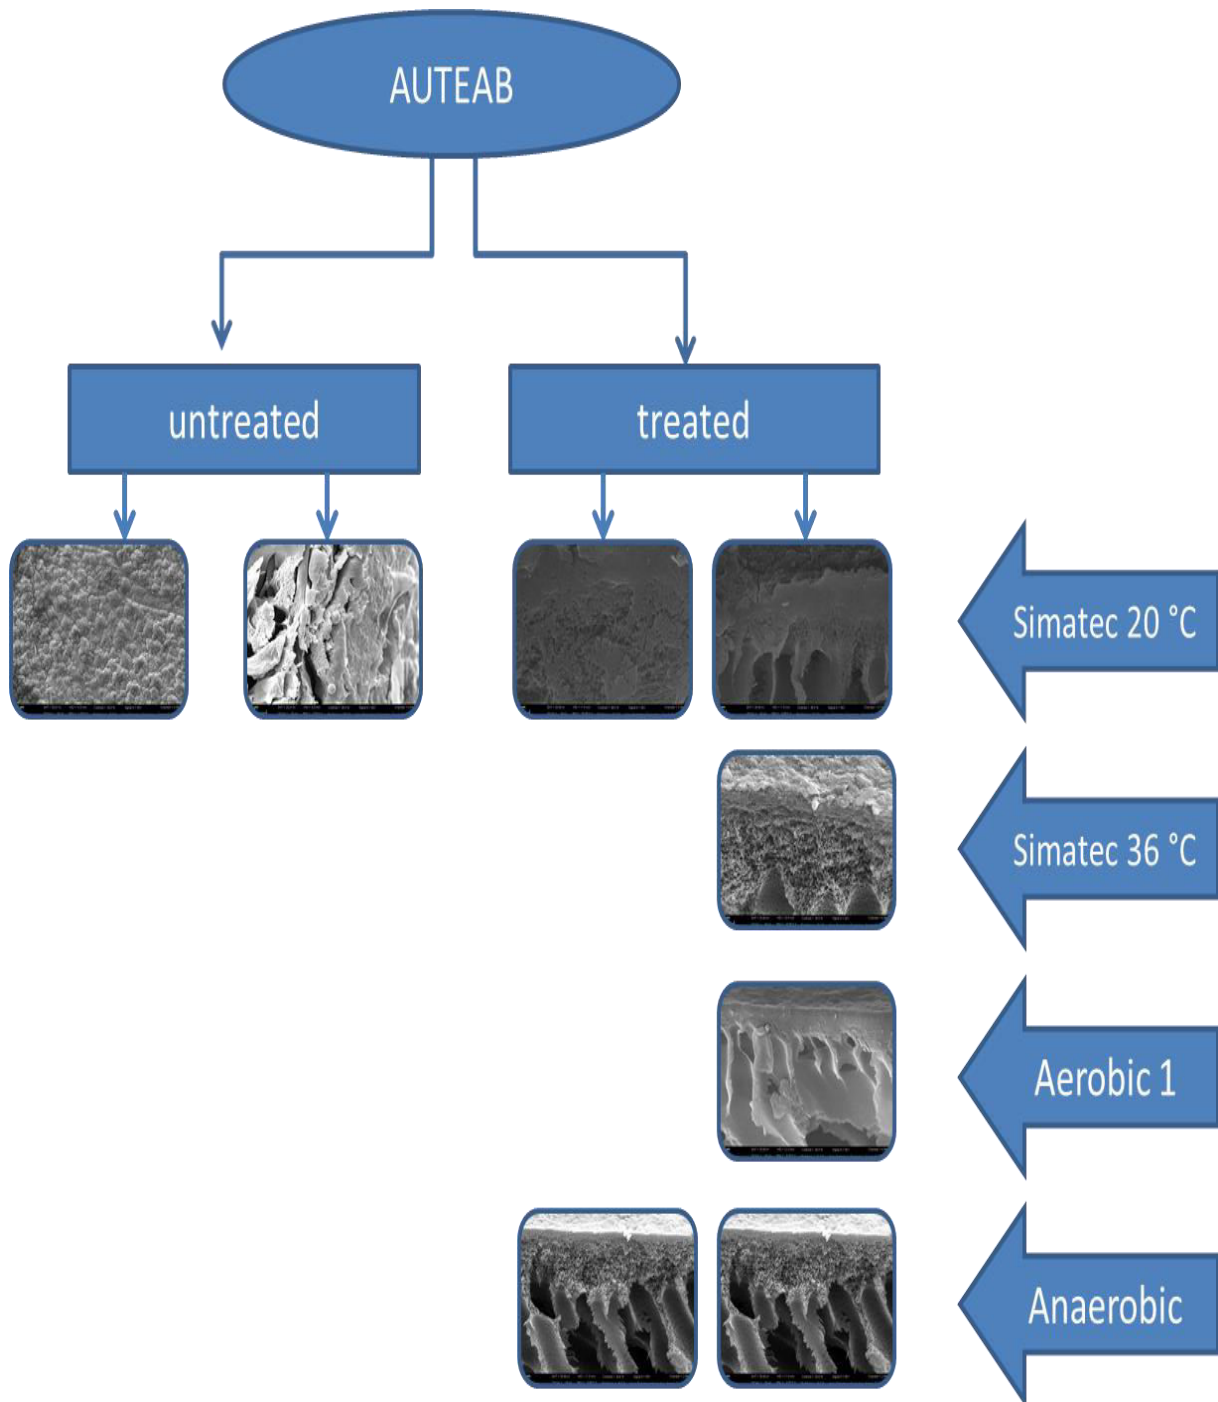 AUTEAB
untreated
treated
Simatec 20 °C
Simatec 36 °C
Aerobic 1
Anaerobic